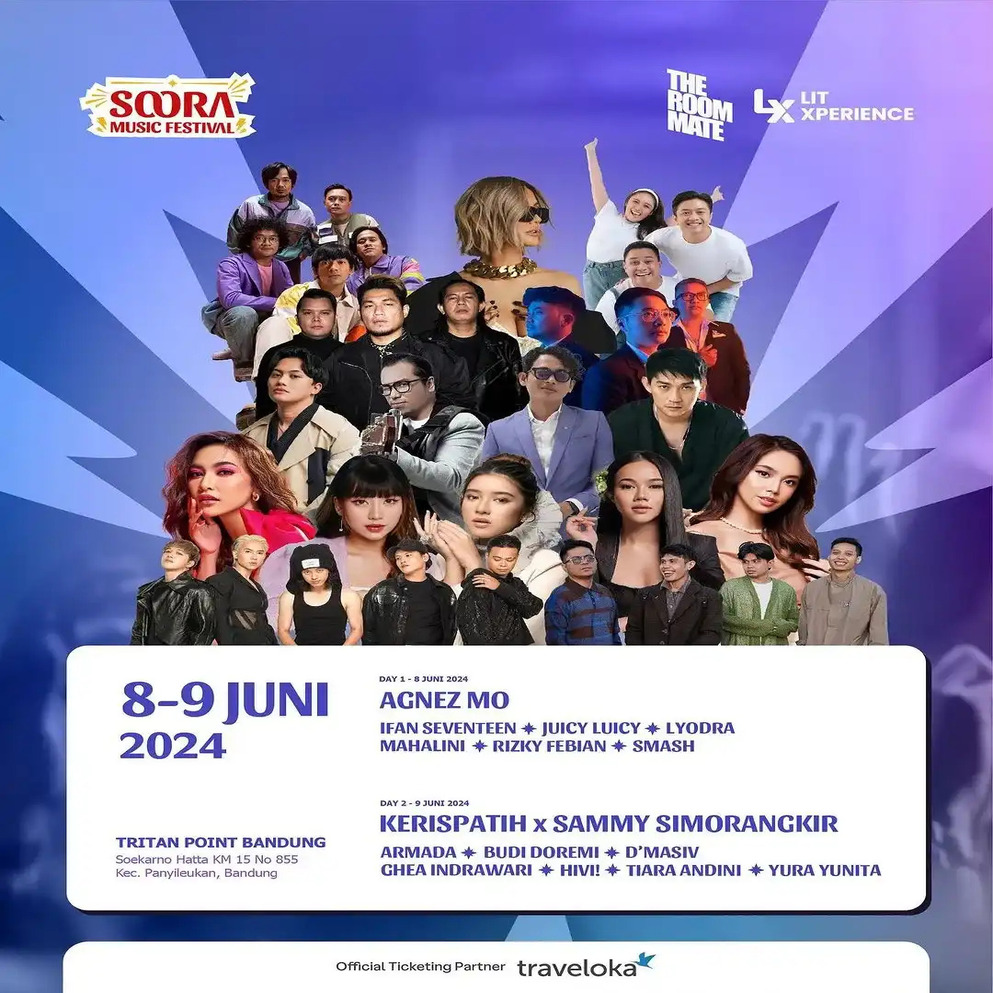 SOORA
MUSIC FESTIVAL
THE
ROOM
MATE
LX
LIT
XPERIENCE
8-9 JUNI
2024
TRITAN POINT BANDUNG
Soekarno Hatta KM 15 No 855
Kec. Panyileukan, Bandung
DAY 1 - 8 JUNI 2024
AGNEZ MO
IFAN SEVENTEEN ✦ JUICY LUICY ✦ LYODRA
MAHALINI ✦ RIZKY FEBIAN ✦ SMASH
DAY 2 - 9 JUNI 2024
KERISPATIH x SAMMY SIMORANGKIR
ARMADA ✦ BUDI DOREMI ✦ D'MASIV
GHEA INDRAWARI ✦ HIVI! ✦ TIARA ANDINI ✦ YURA YUNITA
Official Ticketing Partner traveloka